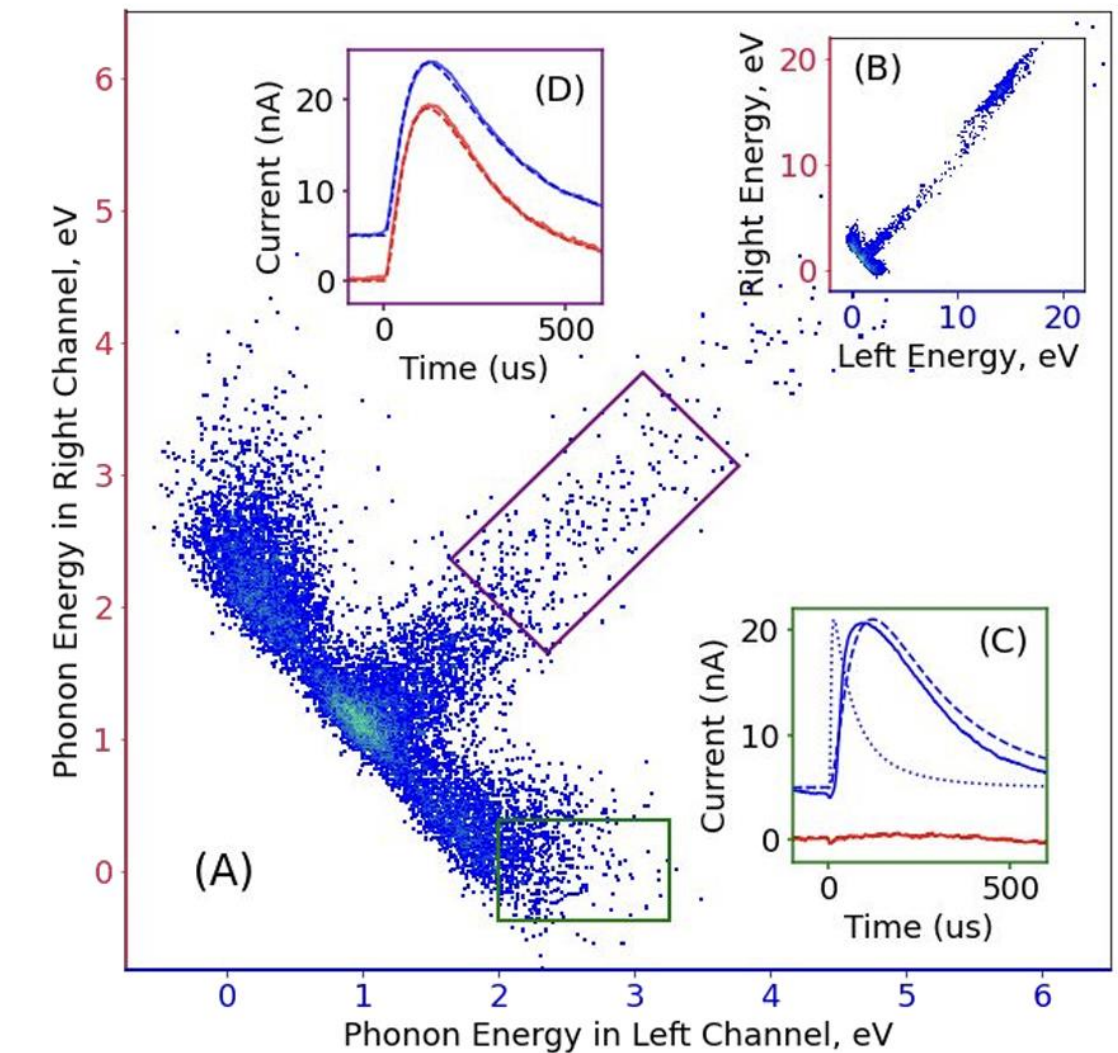 Phonon Energy in Right Channel, eV
6
5
4
3
2
1
0
0 1 2 3 4 5 6
Phonon Energy in Left Channel, eV
(A)
(D)
Current (nA)
20
10
0
0 500
Time (us)
(B)
Right Energy, eV
20
10
0
0 10 20
Left Energy, eV
(C)
Current (nA)
20
10
0
0 500
Time (us)